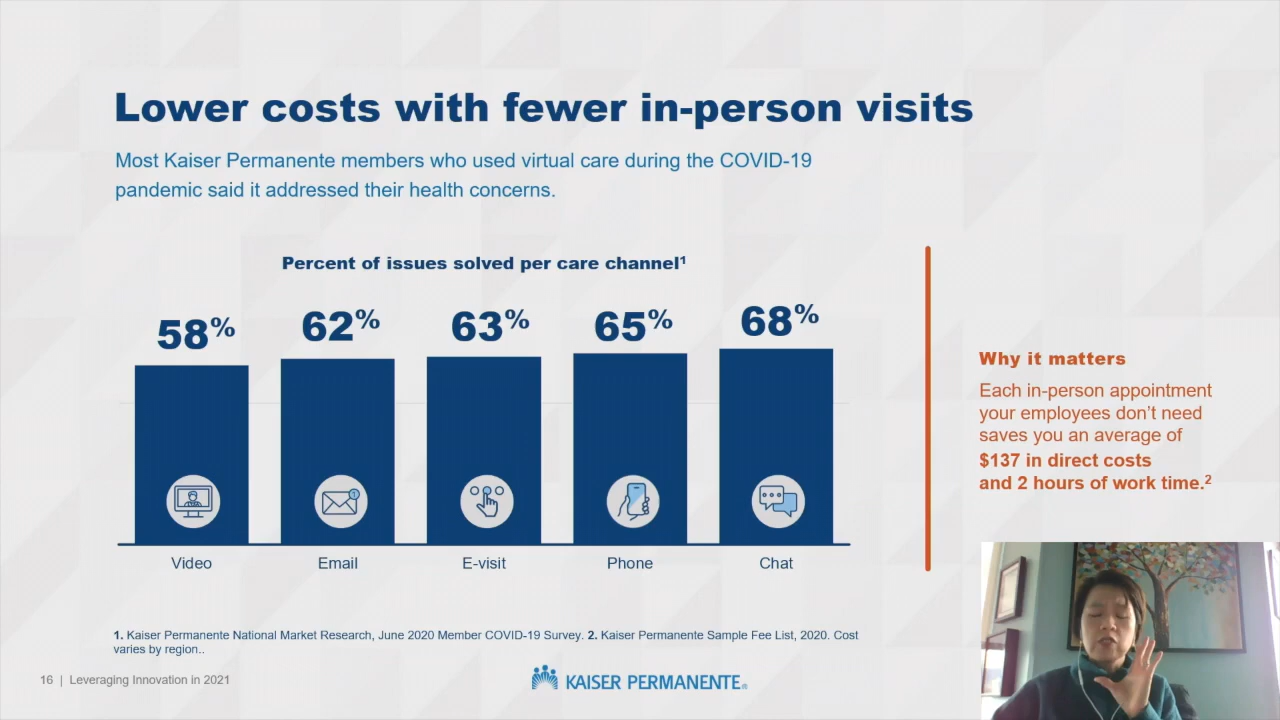 Lower costs with fewer in-person visits
Most Kaiser Permanente members who used virtual care during the COVID-19
pandemic said it addressed their health concerns.
Percent of issues solved per care channel¹
58%
62%
63%
65%
68%
Video
Email
E-visit
Phone
Chat
Why it matters
Each in-person appointment
your employees don’t need
saves you an average of
$137 in direct costs
and 2 hours of work time.²
1. Kaiser Permanente National Market Research, June 2020 Member COVID-19 Survey. 2. Kaiser Permanente Sample Fee List, 2020. Cost
varies by region..
16 | Leveraging Innovation in 2021
KAISER PERMANENTE®